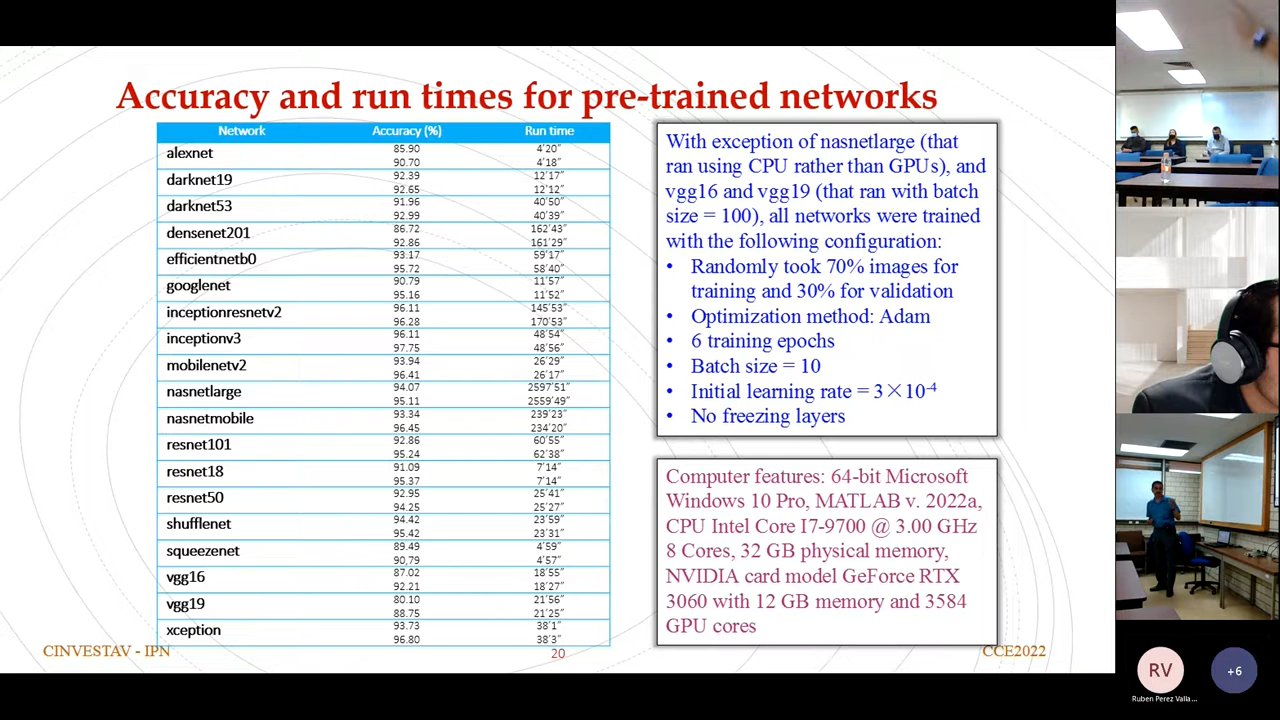 Accuracy and run times for pre-trained networks
Network Accuracy (%) Run time
alexnet 85.90 4'20"
90.70 4'18"
darknet19 92.39 12'17"
92.65 12'12"
darknet53 91.96 40'50"
92.99 40'39"
densenet201 86.72 162'43"
92.86 161'29"
efficientnetb0 93.17 59'17"
95.72 58'40"
googlenet 90.79 11'57"
95.16 11'52"
inceptionresnetv2 96.11 145'53"
96.28 170'53"
inceptionv3 96.11 48'54"
97.75 48'56"
mobilenetv2 93.94 26'29"
96.41 26'17"
nasnetlarge 94.07 2597'51"
95.11 2559'49"
nasnetmobile 93.34 239'23"
96.45 234'20"
resnet101 92.86 60'55"
95.24 62'38"
resnet18 91.09 7'14"
95.37 7'14"
resnet50 92.95 25'41"
94.25 25'27"
shufflenet 94.42 23'59"
95.42 23'31
squeezenet 89.49 4'59"
90,79 4'57"
vgg16 87.02 18'55"
92.21 18'27"
vgg19 80.10 21'56"
88.75 21'25"
xception 93.73 38'1"
96.80 38'3"
With exception of nasnetlarge (that
ran using CPU rather than GPUs), and
vgg16 and vgg19 (that ran with batch
size = 100), all networks were trained
with the following configuration:
• Randomly took 70% images for
training and 30% for validation
• Optimization method: Adam
• 6 training epochs
• Batch size = 10
• Initial learning rate = 3×10⁻⁴
• No freezing layers
Computer features: 64-bit Microsoft
Windows 10 Pro, MATLAB v. 2022a,
CPU Intel Core I7-9700 @ 3.00 GHz
8 Cores, 32 GB physical memory,
NVIDIA card model GeForce RTX
3060 with 12 GB memory and 3584
GPU cores
CINVESTAV - IPN
20
CCE2022
RV
+6
Ruben Perez Valla...